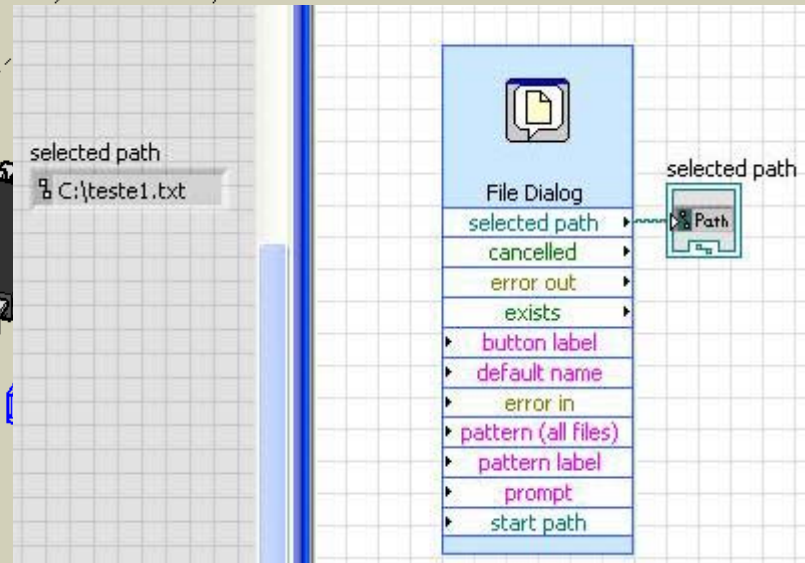 selected path
C:\teste1.txt
File Dialog
selected path
cancelled
error out
exists
button label
default name
error in
pattern (all files)
pattern label
prompt
start path
selected path
Path